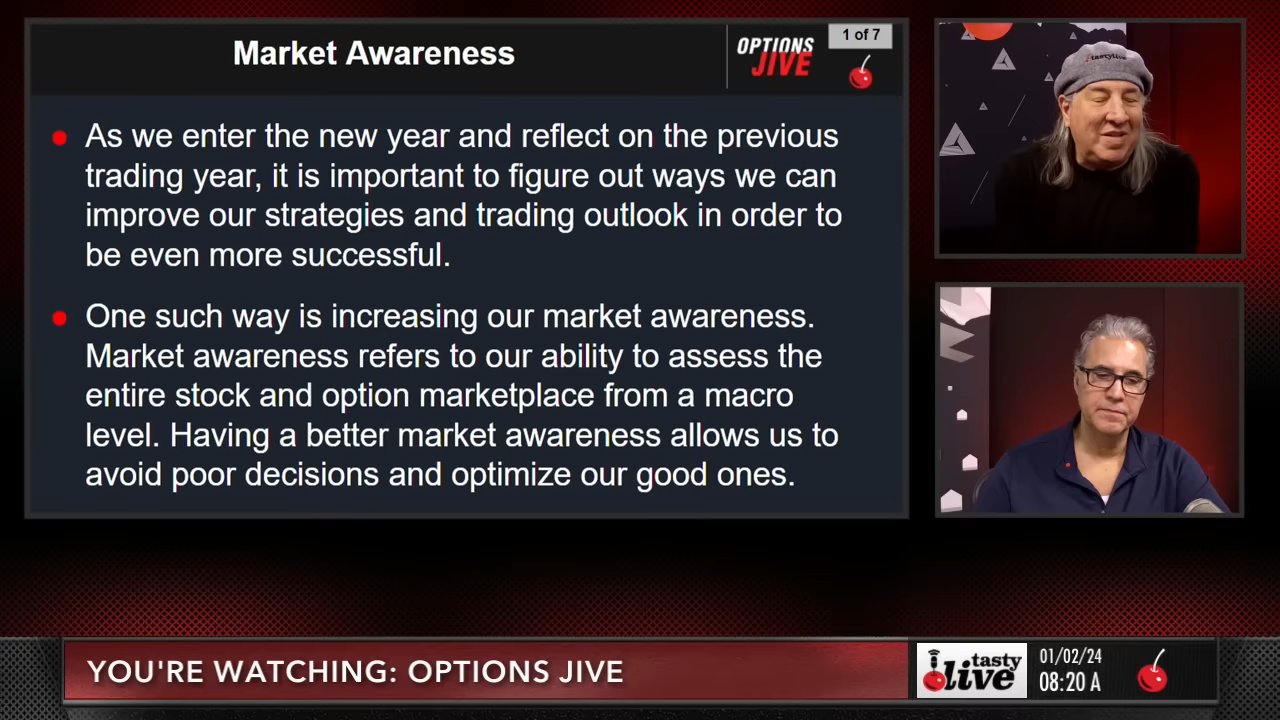 Market Awareness
OPTIONS
JIVE
1 of 7
As we enter the new year and reflect on the previous
trading year, it is important to figure out ways we can
improve our strategies and trading outlook in order to
be even more successful.
One such way is increasing our market awareness.
Market awareness refers to our ability to assess the
entire stock and option marketplace from a macro
level. Having a better market awareness allows us to
avoid poor decisions and optimize our good ones.
tastylive
YOU'RE WATCHING: OPTIONS JIVE
tasty
live
01/02/24
08:20 A